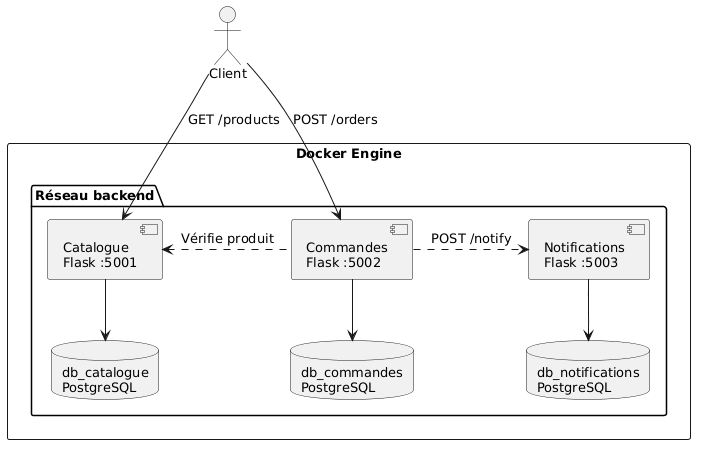 Client
GET /products
POST /orders
Docker Engine
Réseau backend
Catalogue
Flask :5001
Vérifie produit
Commandes
Flask :5002
POST /notify
Notifications
Flask :5003
db_catalogue
PostgreSQL
db_commandes
PostgreSQL
db_notifications
PostgreSQL